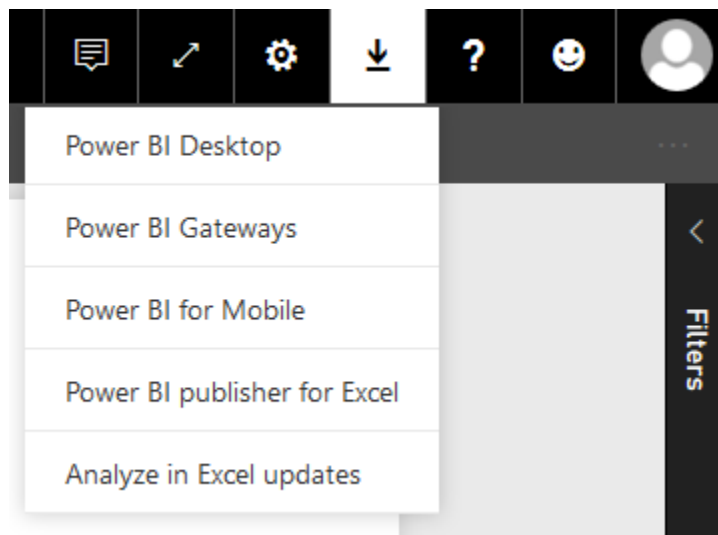 ?
Power BI Desktop
Power BI Gateways
Power BI for Mobile
Power BI publisher for Excel
Analyze in Excel updates
Filters